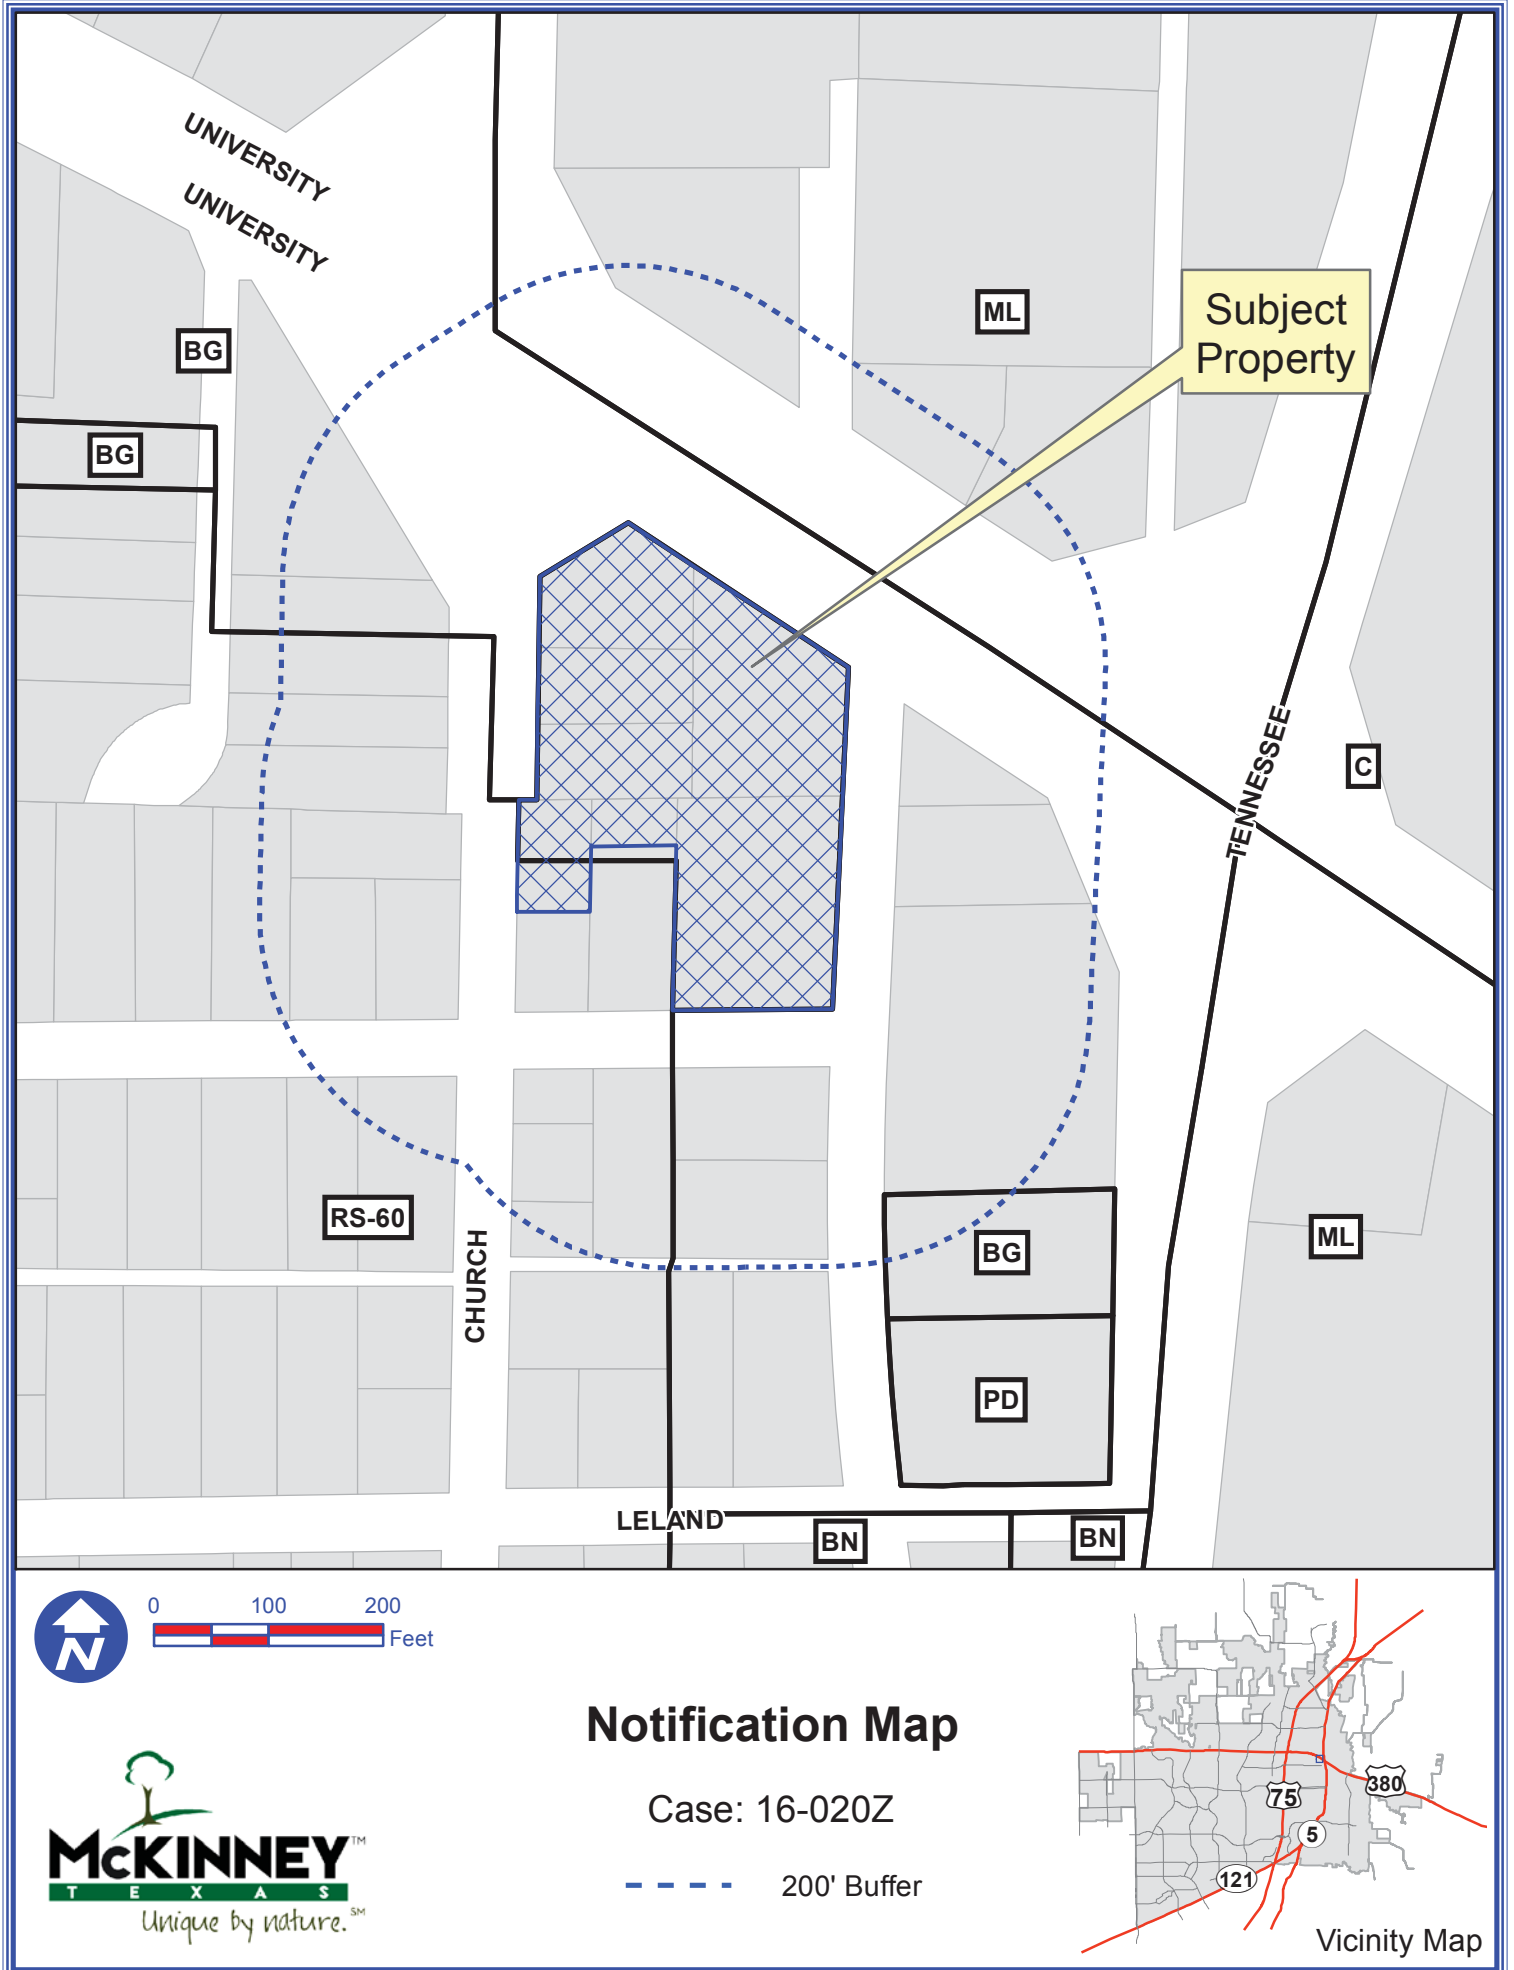 UNIVERSITY
UNIVERSITY
ML
Subject
Property
BG
BG
TENNESSEE
C
RS-60
CHURCH
BG
ML
PD
LELAND
BN
BN
N
0 100 200
Feet
Notification Map
Case: 16-020Z
200' Buffer
McKINNEY™
TEXAS
Unique by nature.℠
75
380
5
121
Vicinity Map